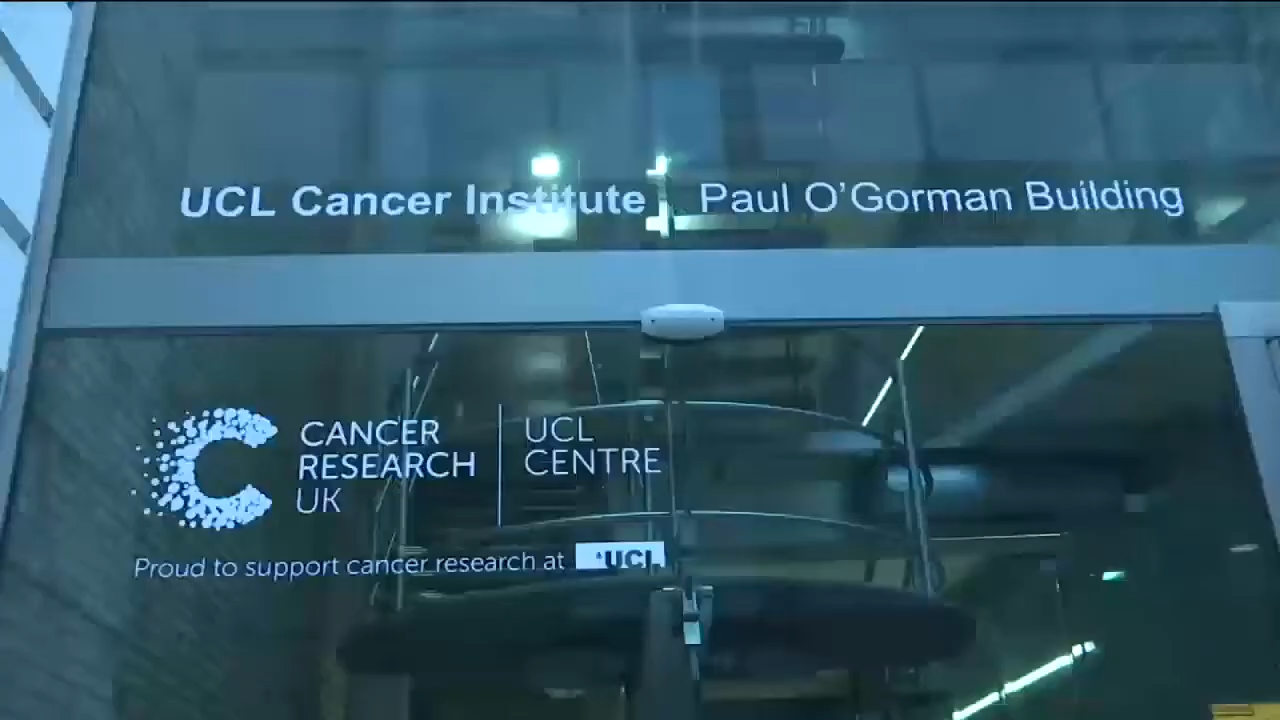 UCL Cancer Institute Paul O'Gorman Building
CANCER RESEARCH UK
UCL CENTRE
Proud to support cancer research at UCL